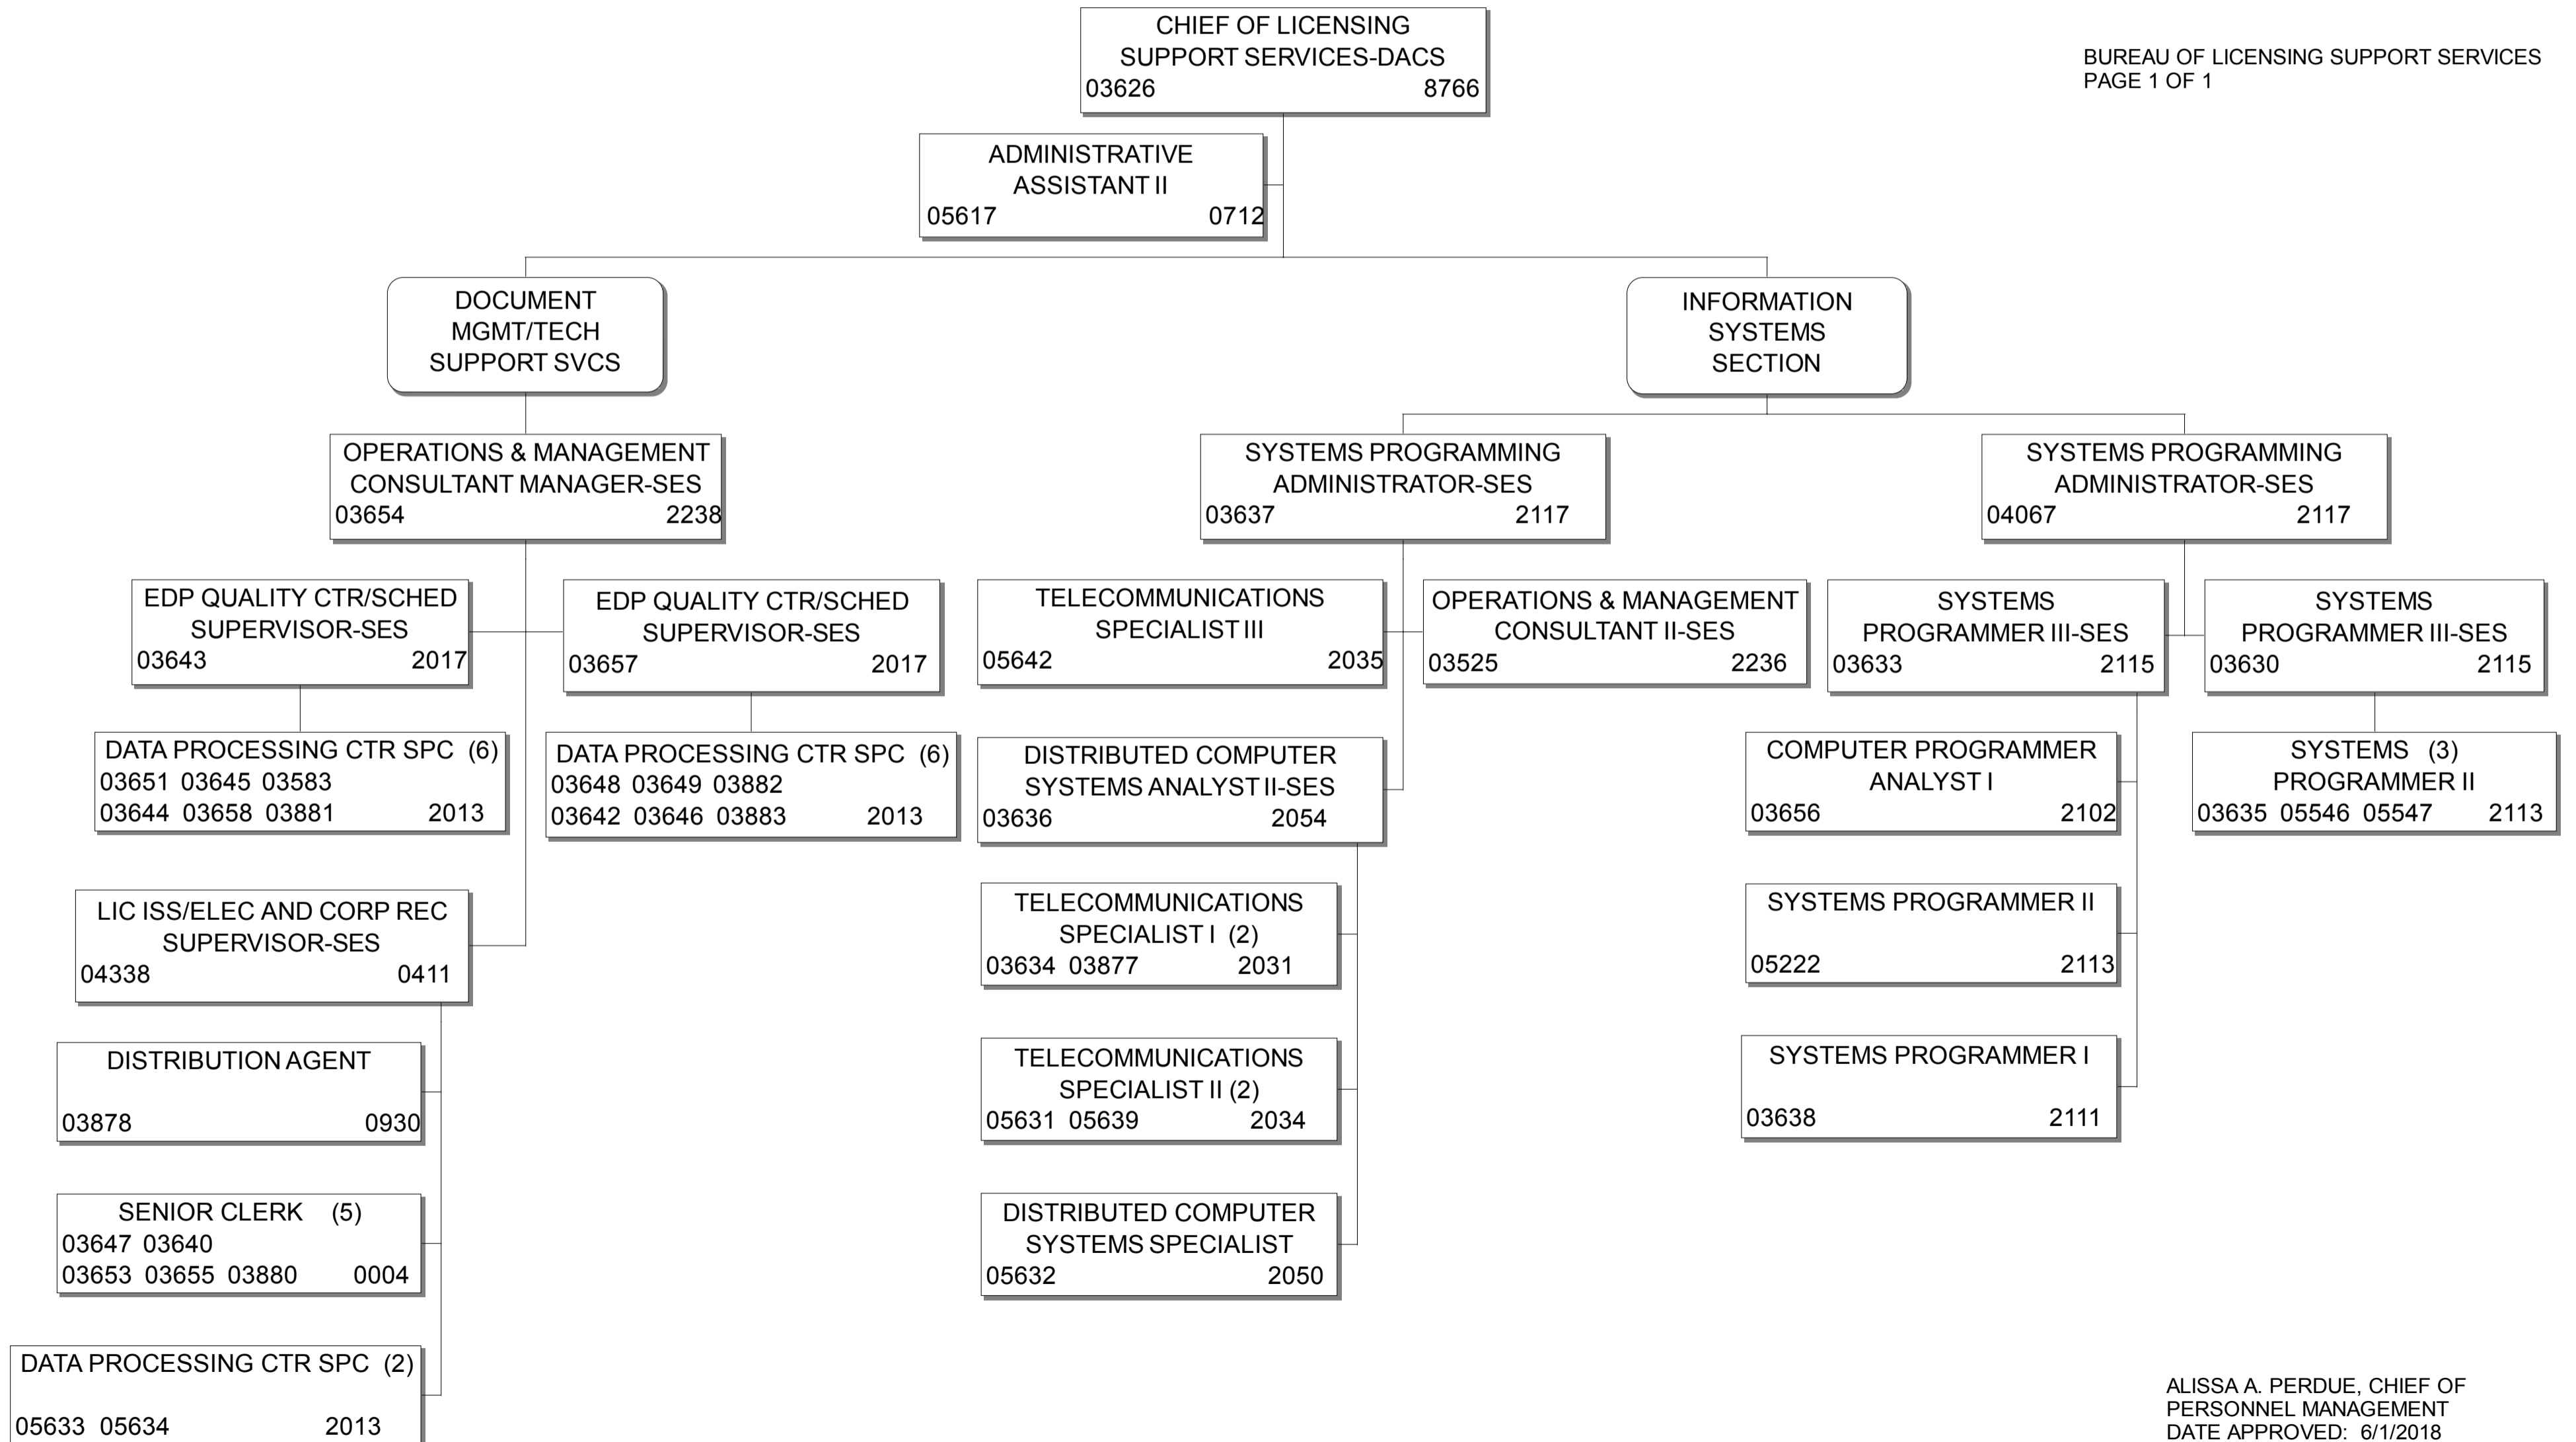 CHIEF OF LICENSING
SUPPORT SERVICES-DACS
03626 8766
BUREAU OF LICENSING SUPPORT SERVICES
PAGE 1 OF 1
ADMINISTRATIVE
ASSISTANT II
05617 0712
DOCUMENT
MGMT/TECH
SUPPORT SVCS
INFORMATION
SYSTEMS
SECTION
OPERATIONS & MANAGEMENT
CONSULTANT MANAGER-SES
03654 2238
SYSTEMS PROGRAMMING
ADMINISTRATOR-SES
03637 2117
SYSTEMS PROGRAMMING
ADMINISTRATOR-SES
04067 2117
EDP QUALITY CTR/SCHED
SUPERVISOR-SES
03643 2017
EDP QUALITY CTR/SCHED
SUPERVISOR-SES
03657 2017
TELECOMMUNICATIONS
SPECIALIST III
05642 2035
OPERATIONS & MANAGEMENT
CONSULTANT II-SES
03525 2236
SYSTEMS
PROGRAMMER III-SES
03633 2115
SYSTEMS
PROGRAMMER III-SES
03630 2115
DATA PROCESSING CTR SPC (6)
03651 03645 03583
03644 03658 03881 2013
DATA PROCESSING CTR SPC (6)
03648 03649 03882
03642 03646 03883 2013
DISTRIBUTED COMPUTER
SYSTEMS ANALYST II-SES
03636 2054
COMPUTER PROGRAMMER
ANALYST I
03656 2102
SYSTEMS (3)
PROGRAMMER II
03635 05546 05547 2113
LIC ISS/ELEC AND CORP REC
SUPERVISOR-SES
04338 0411
TELECOMMUNICATIONS
SPECIALIST I (2)
03634 03877 2031
SYSTEMS PROGRAMMER II
05222 2113
DISTRIBUTION AGENT
03878 0930
TELECOMMUNICATIONS
SPECIALIST II (2)
05631 05639 2034
SYSTEMS PROGRAMMER I
03638 2111
SENIOR CLERK (5)
03647 03640
03653 03655 03880 0004
DISTRIBUTED COMPUTER
SYSTEMS SPECIALIST
05632 2050
DATA PROCESSING CTR SPC (2)
05633 05634 2013
ALISSA A. PERDUE, CHIEF OF
PERSONNEL MANAGEMENT
DATE APPROVED: 6/1/2018